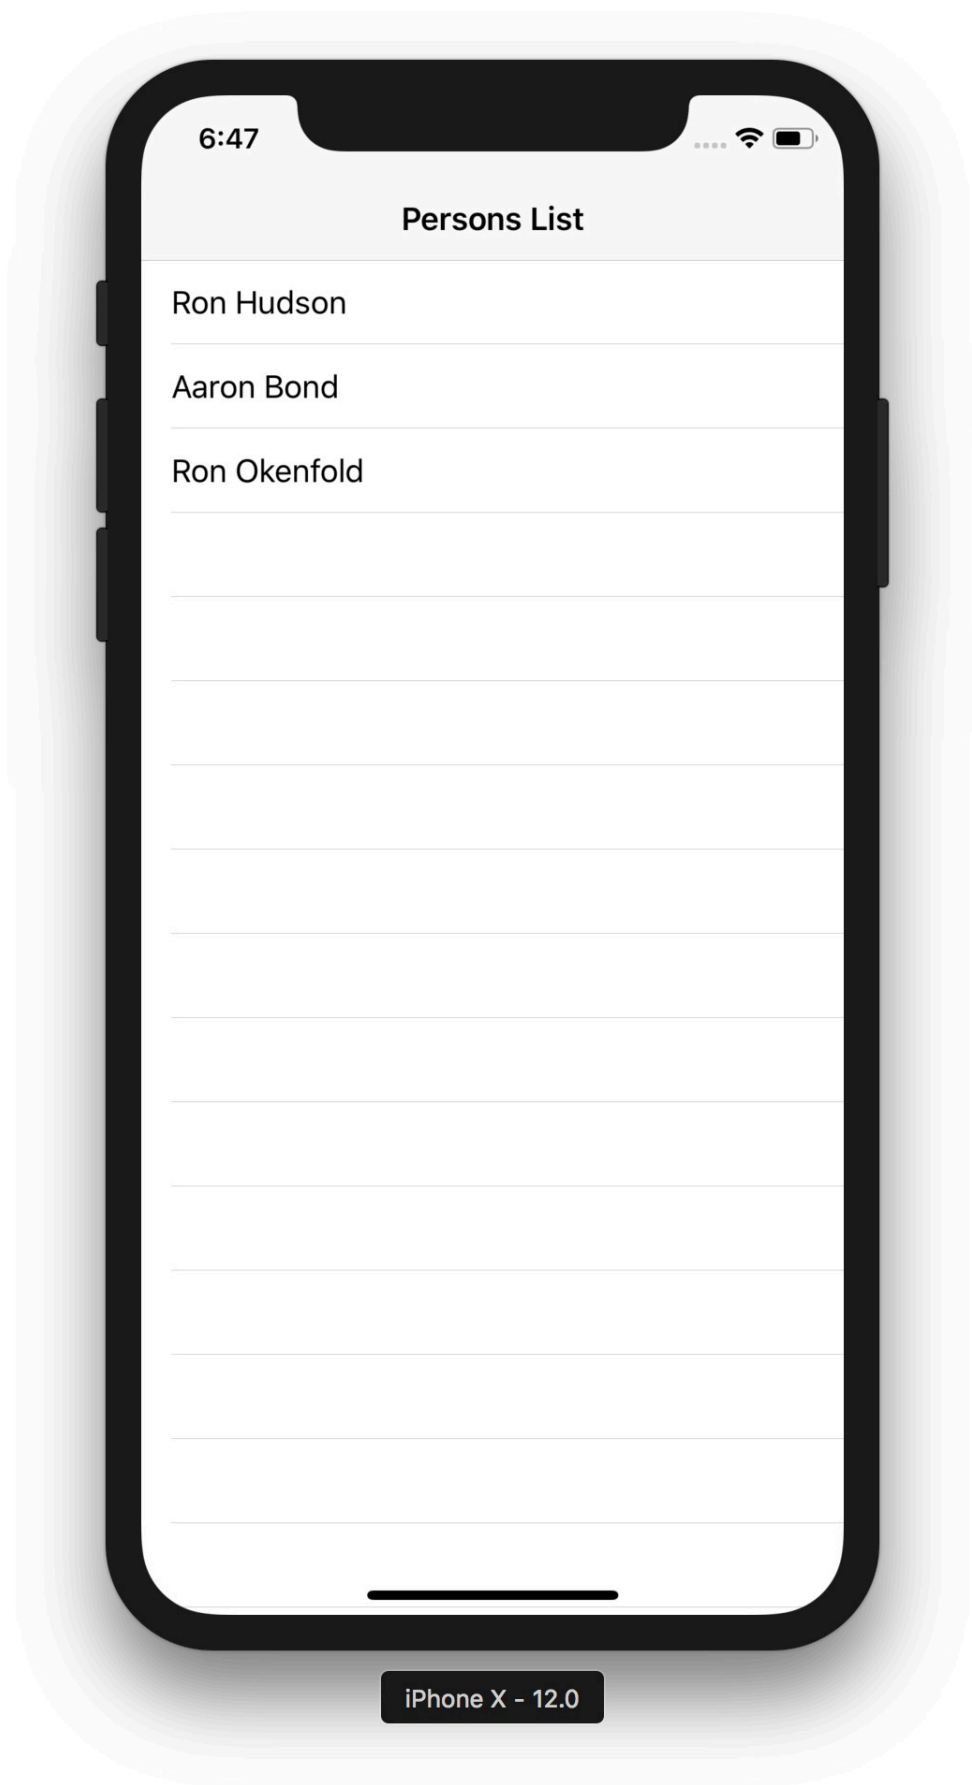 6:47
Persons List
Ron Hudson
Aaron Bond
Ron Okenfold
iPhone X - 12.0